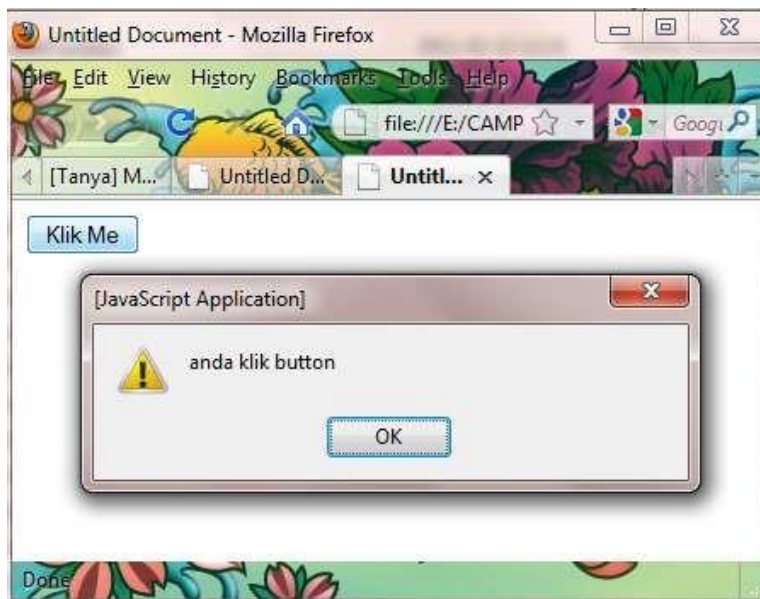 Untitled Document - Mozilla Firefox
File Edit View History Bookmarks Tools Help
file:///E:/CAMP
Googl
[Tanya] M... Untitled D... Untitl...
Klik Me
[JavaScript Application]
anda klik button
OK
Done